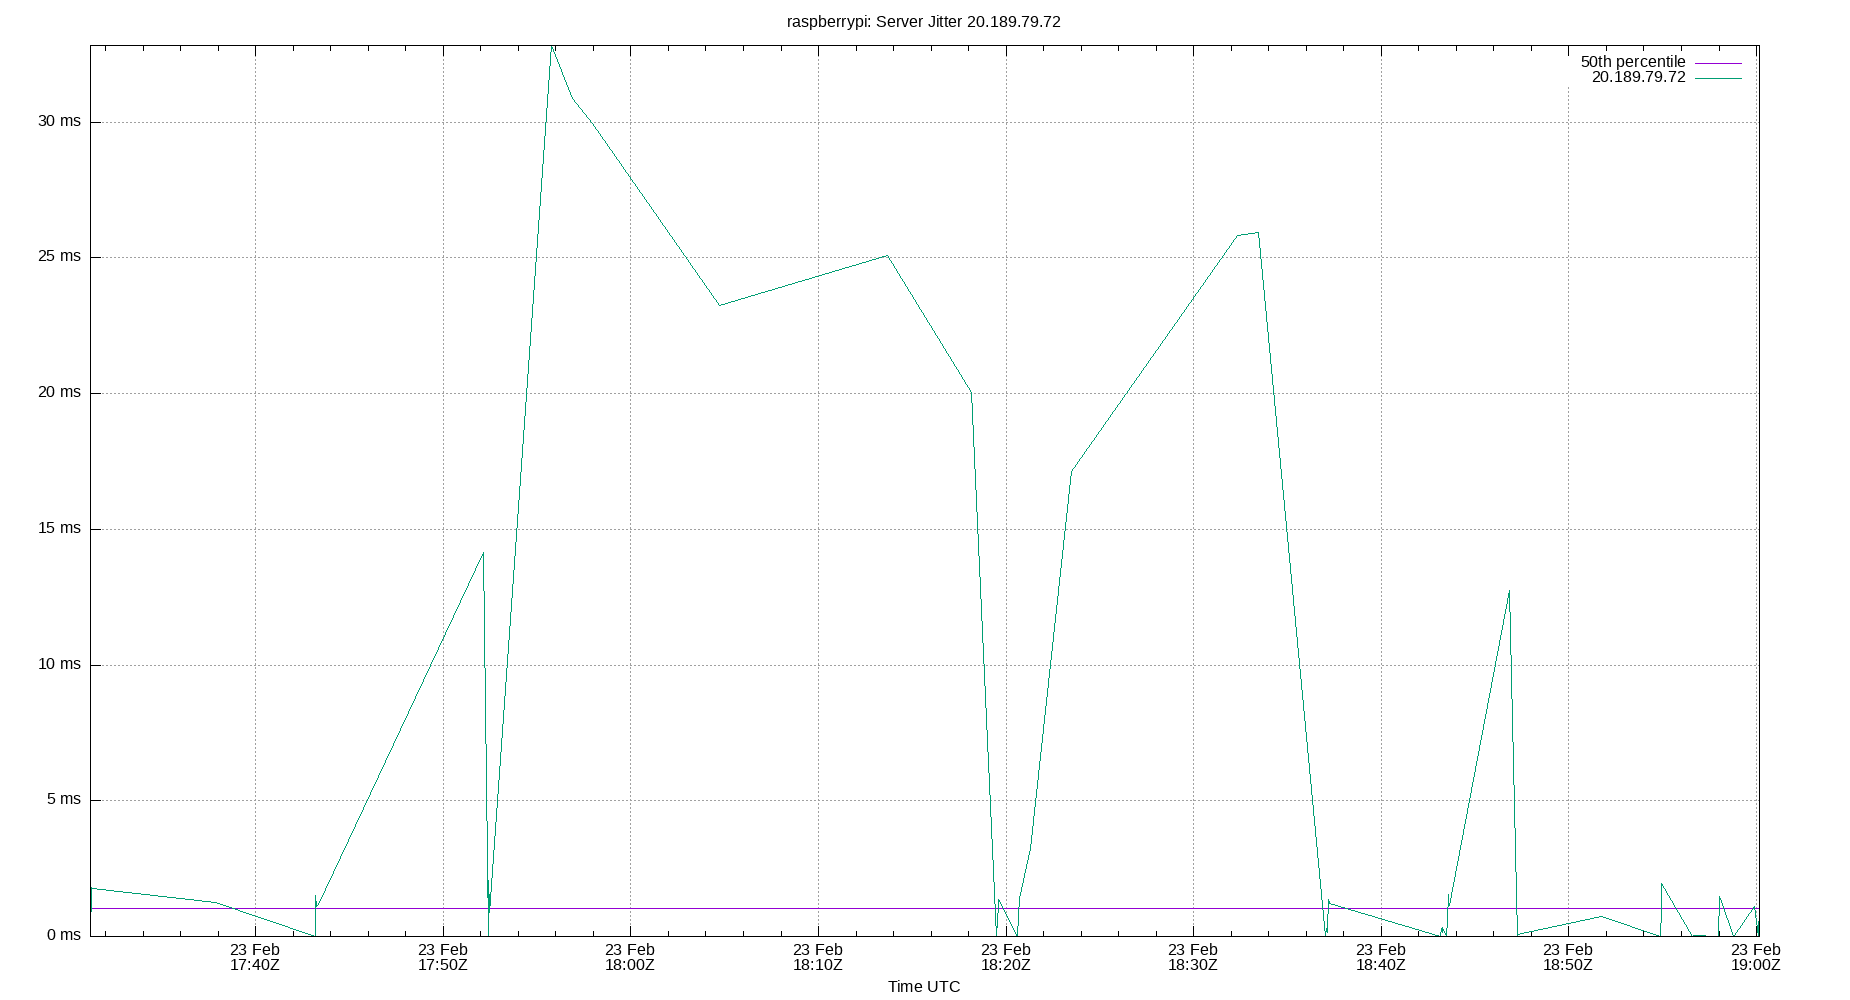 raspberrypi: Server Jitter 20.189.79.72
50th percentile
20.189.79.72
30 ms
25 ms
20 ms
15 ms
10 ms
5 ms
0 ms
23 Feb 23 Feb 23 Feb 23 Feb 23 Feb 23 Feb 23 Feb 23 Feb 23 Feb
17:40Z 17:50Z 18:00Z 18:10Z 18:20Z 18:30Z 18:40Z 18:50Z 19:00Z
Time UTC